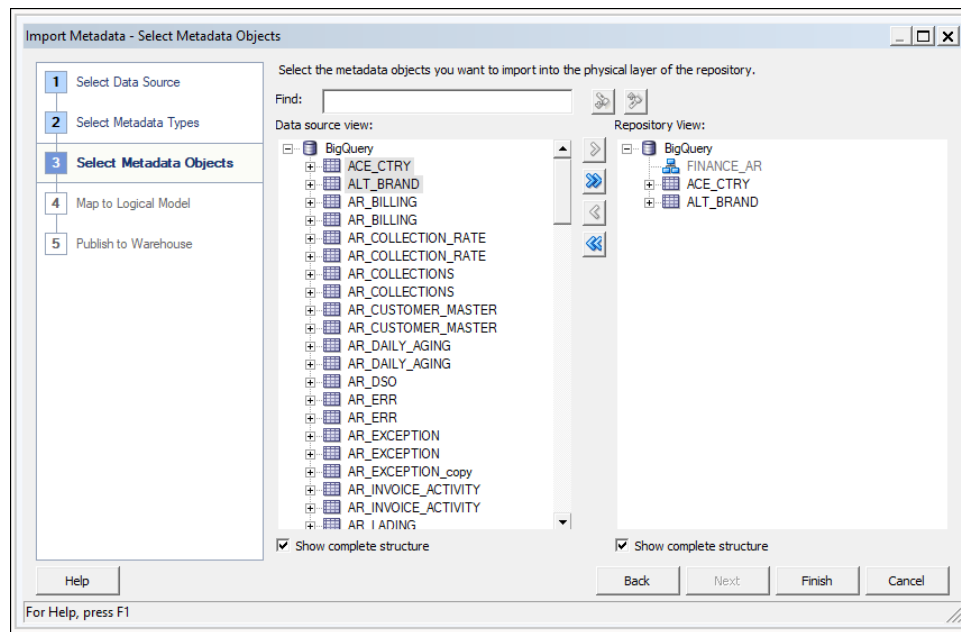 Import Metadata - Select Metadata Objects
1 Select Data Source
2 Select Metadata Types
3 Select Metadata Objects
4 Map to Logical Model
5 Publish to Warehouse
Select the metadata objects you want to import into the physical layer of the repository.
Find:
Data source view:
BigQuery
ACE_CTRY
ALT_BRAND
AR_BILLING
AR_BILLING
AR_COLLECTION_RATE
AR_COLLECTION_RATE
AR_COLLECTIONS
AR_COLLECTIONS
AR_CUSTOMER_MASTER
AR_CUSTOMER_MASTER
AR_DAILY_AGING
AR_DAILY_AGING
AR_DSO
AR_ERR
AR_ERR
AR_EXCEPTION
AR_EXCEPTION
AR_EXCEPTION_copy
AR_INVOICE_ACTIVITY
AR_INVOICE_ACTIVITY
AR_LADING
Show complete structure
Repository View:
BigQuery
FINANCE_AR
ACE_CTRY
ALT_BRAND
Show complete structure
Help
Back
Next
Finish
Cancel
For Help, press F1